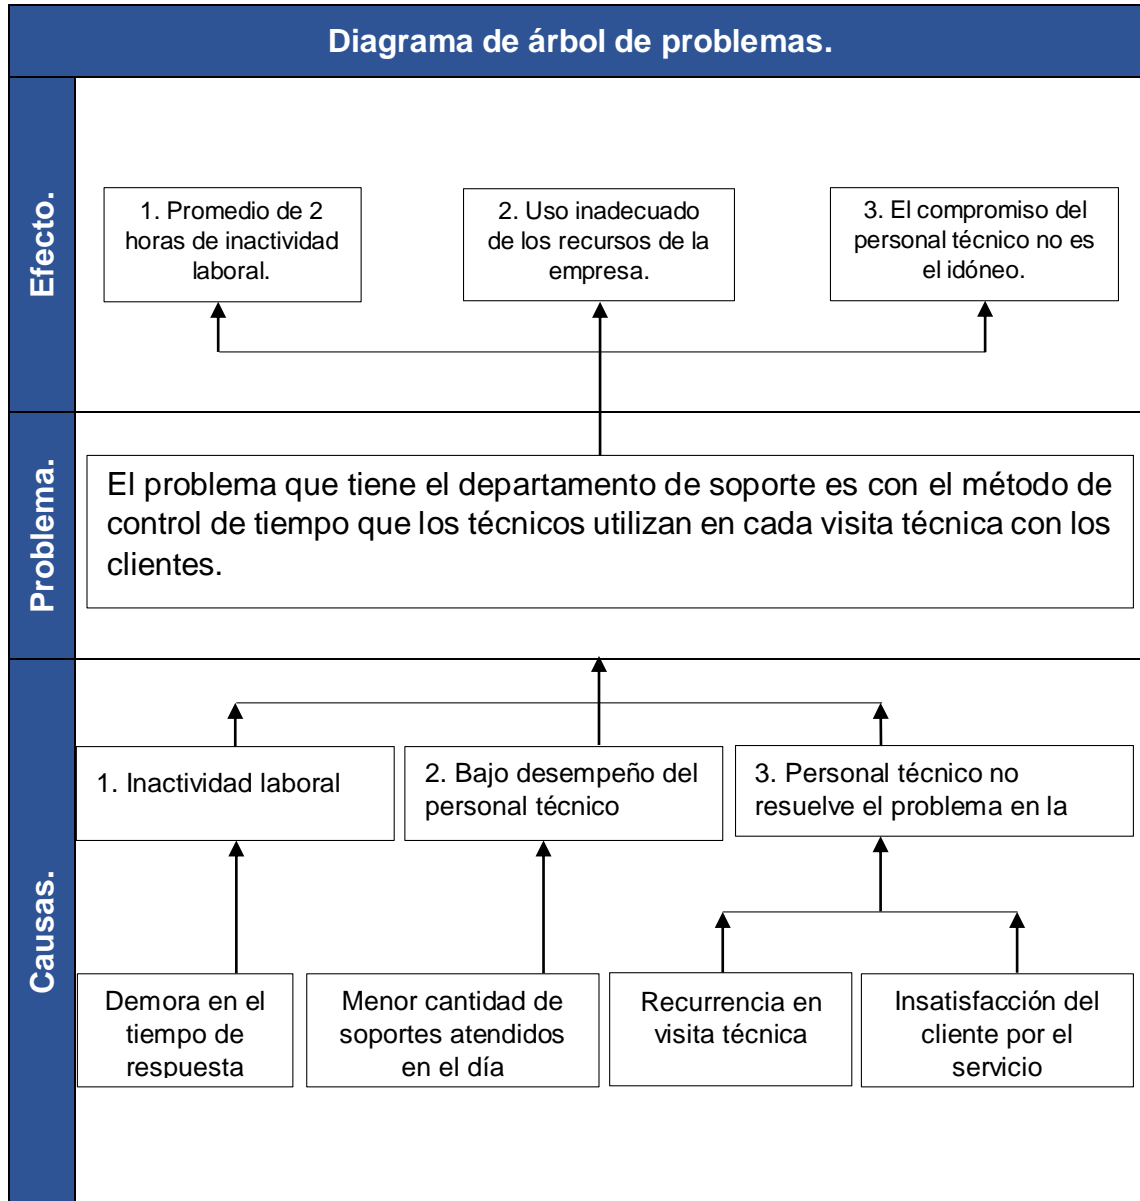 Diagrama de árbol de problemas.
Efecto.
1. Promedio de 2
horas de inactividad
laboral.
2. Uso inadecuado
de los recursos de la
empresa.
3. El compromiso del
personal técnico no es
el idóneo.
Problema.
El problema que tiene el departamento de soporte es con el método de
control de tiempo que los técnicos utilizan en cada visita técnica con los
clientes.
Causas.
1. Inactividad laboral
2. Bajo desempeño del
personal técnico
3. Personal técnico no
resuelve el problema en la
Demora en el
tiempo de
respuesta
Menor cantidad de
soportes atendidos
en el día
Recurrencia en
visita técnica
Insatisfacción del
cliente por el
servicio